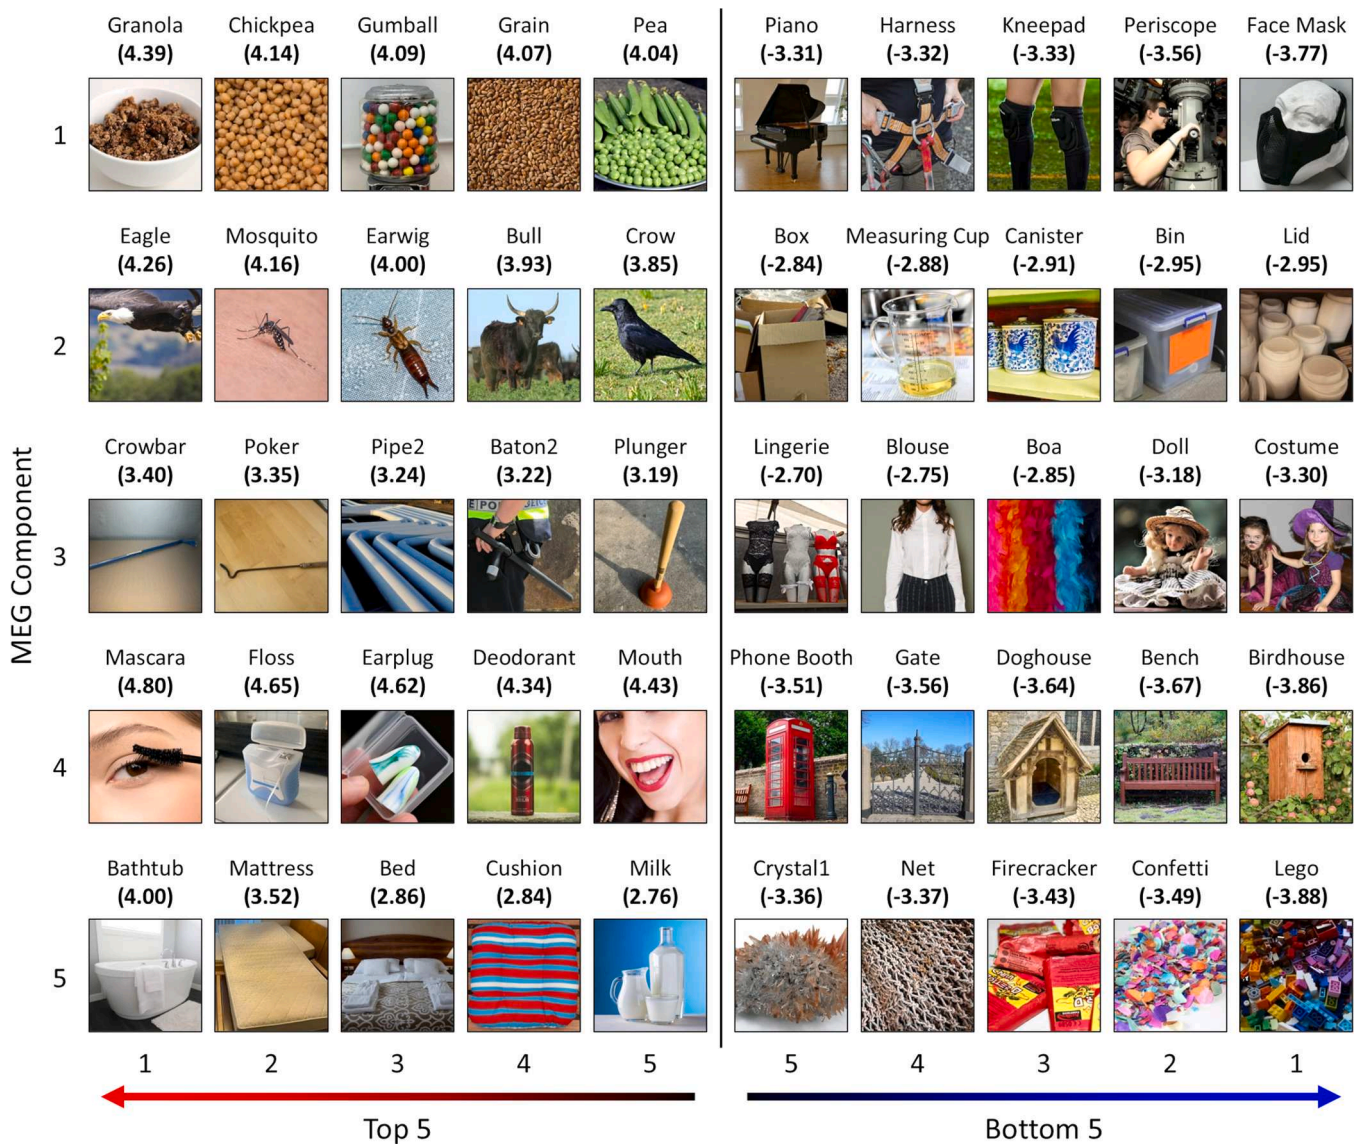 Granola Chickpea Gumball Grain Pea Piano Harness Kneepad Periscope Face Mask
(4.39) (4.14) (4.09) (4.07) (4.04) (-3.31) (-3.32) (-3.33) (-3.56) (-3.77)
1
Eagle Mosquito Earwig Bull Crow Box Measuring Cup Canister Bin Lid
(4.26) (4.16) (4.00) (3.93) (3.85) (-2.84) (-2.88) (-2.91) (-2.95) (-2.95)
2
MEG Component
Crowbar Poker Pipe2 Baton2 Plunger Lingerie Blouse Boa Doll Costume
(3.40) (3.35) (3.24) (3.22) (3.19) (-2.70) (-2.75) (-2.85) (-3.18) (-3.30)
3
Mascara Floss Earplug Deodorant Mouth Phone Booth Gate Doghouse Bench Birdhouse
(4.80) (4.65) (4.62) (4.34) (4.43) (-3.51) (-3.56) (-3.64) (-3.67) (-3.86)
4
Bathtub Mattress Bed Cushion Milk Crystal1 Net Firecracker Confetti Lego
(4.00) (3.52) (2.86) (2.84) (2.76) (-3.36) (-3.37) (-3.43) (-3.49) (-3.88)
5
1 2 3 4 5 5 4 3 2 1
Top 5 Bottom 5